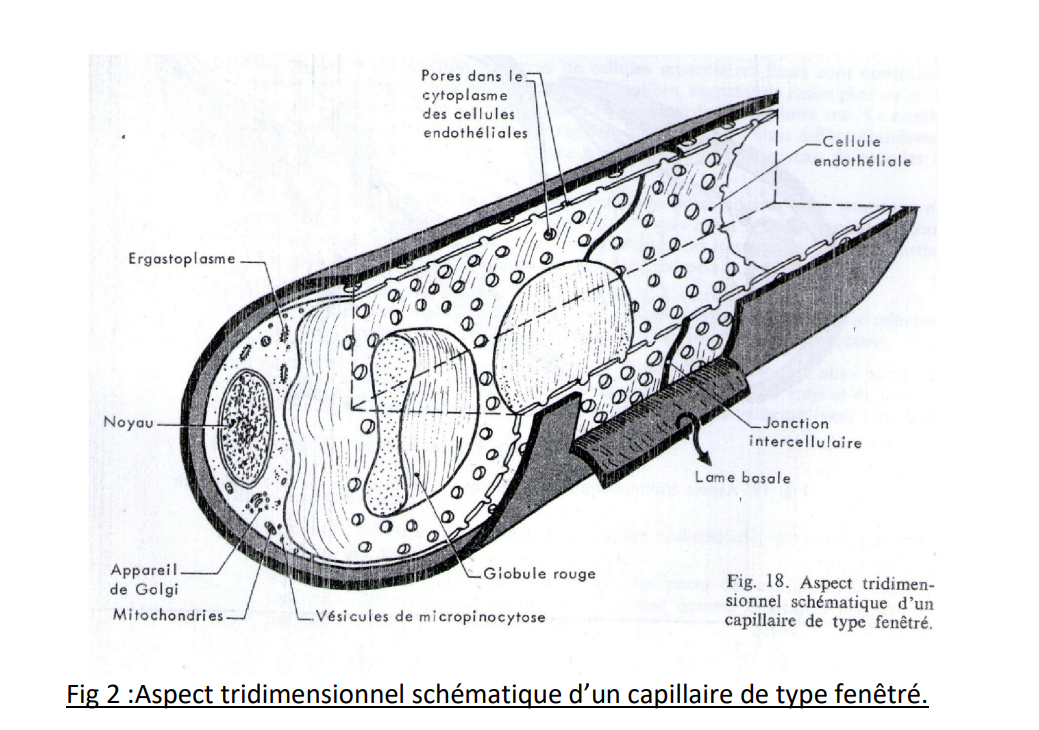 Pores dans le
cytoplasme
des cellules
endothéliales
Cellule
endothéliale
Ergastoplasme
Noyau
Jonction
intercellulaire
Lame basale
Appareil
de Golgi
Globule rouge
Mitochondries
Vésicules de micropinocytose
Fig. 18. Aspect tridimen-
sionnel schématique d'un
capillaire de type fenêtré.
Fig 2 :Aspect tridimensionnel schématique d’un capillaire de type fenêtré.